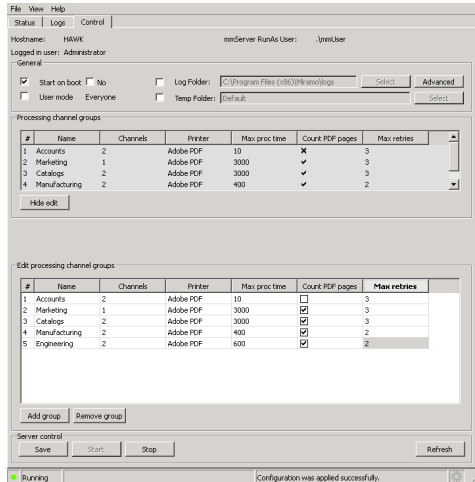 File View Help
Status Logs Control
Hostname: HAWK mmServer RunAs User: .\mmUser
Logged in user: Administrator
General
Start on boot No Log Folder: C:\Program Files (x86)\Miramo\logs Select Advanced
User mode Everyone Temp Folder: Default Select
Processing channel groups
# Name Channels Printer Max proc time Count PDF pages Max retries
1 Accounts 2 Adobe PDF 10 3
2 Marketing 1 Adobe PDF 3000 3
3 Catalogs 2 Adobe PDF 3000 3
4 Manufacturing 2 Adobe PDF 400 2
Hide edit
Edit processing channel groups
# Name Channels Printer Max proc time Count PDF pages Max retries
1 Accounts 2 Adobe PDF 10 3
2 Marketing 1 Adobe PDF 3000 3
3 Catalogs 2 Adobe PDF 3000 3
4 Manufacturing 2 Adobe PDF 400 2
5 Engineering 2 Adobe PDF 600 2
Add group Remove group
Server control
Save Start Stop Refresh
Running Configuration was applied successfully.